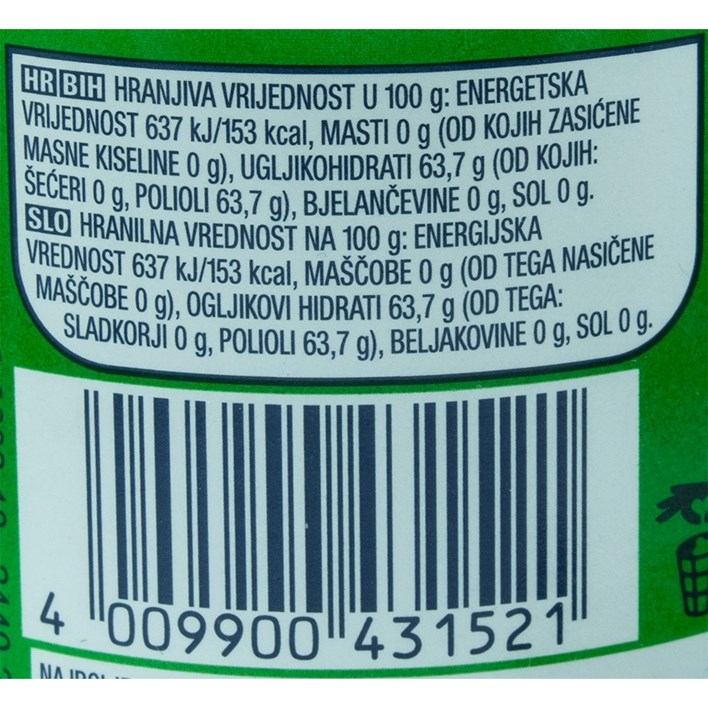 HR BIH HRANJIVA VRIJEDNOST U 100 g: ENERGETSKA
VRIJEDNOST 637 kJ/153 kcal, MASTI 0 g (OD KOJIH ZASIĆENE
MASNE KISELINE 0 g), UGLJIKOHIDRATI 63,7 g (OD KOJIH:
ŠEĆERI 0 g, POLIOLI 63,7 g), BJELANČEVINE 0 g, SOL 0 g.
SLO HRANILNA VREDNOST NA 100 g: ENERGIJSKA
VREDNOST 637 kJ/153 kcal, MAŠČOBE 0 g (OD TEGA NASIČENE
MAŠČOBE 0 g), OGLJIKOVI HIDRATI 63,7 g (OD TEGA:
SLADKORJI 0 g, POLIOLI 63,7 g), BELJAKOVINE 0 g, SOL 0 g.
4 009900 431521